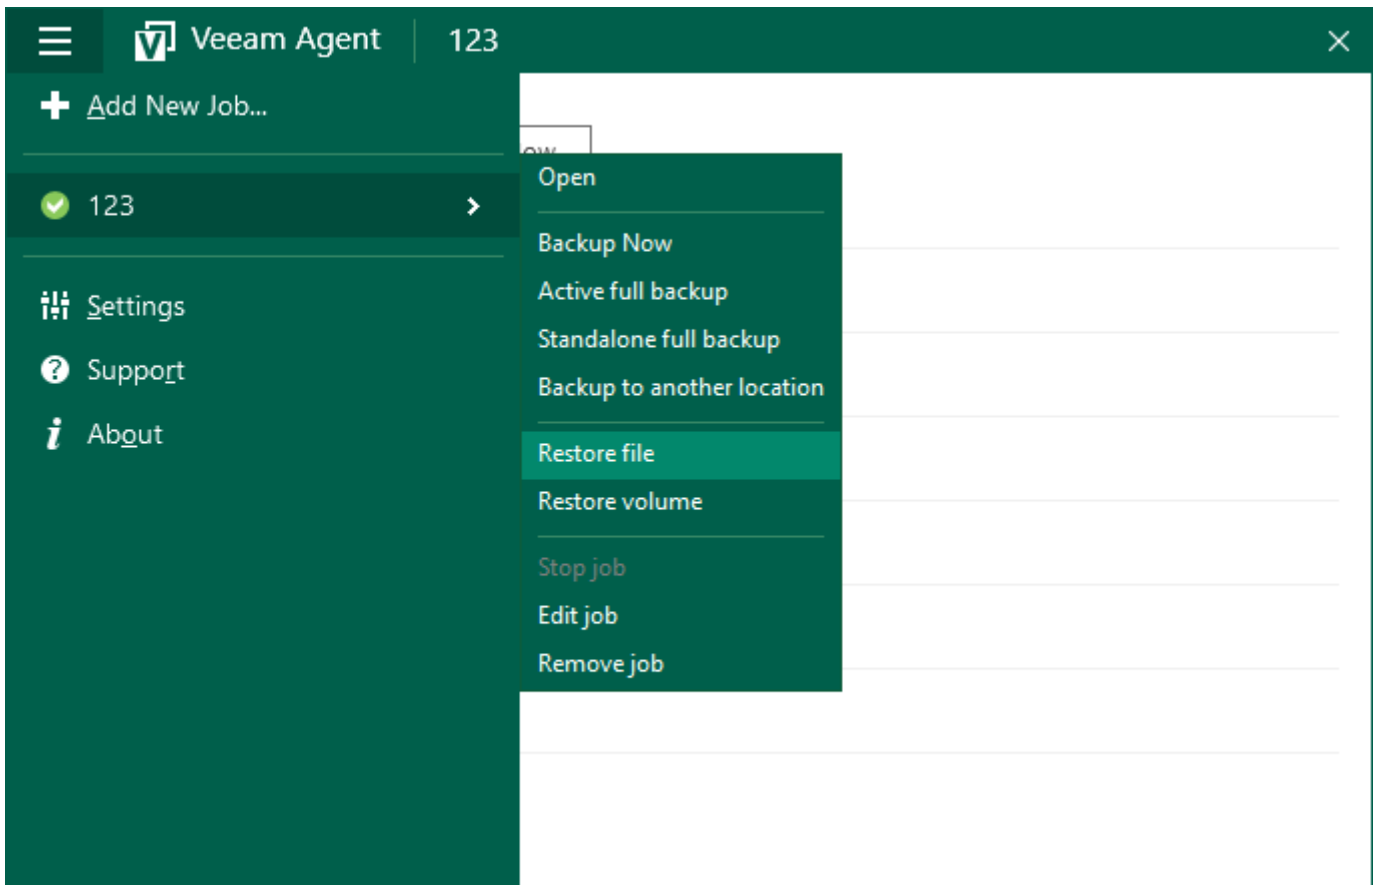 Veeam Agent 123
Add New Job...
123
Settings
Support
About
Open
Backup Now
Active full backup
Standalone full backup
Backup to another location
Restore file
Restore volume
Stop job
Edit job
Remove job